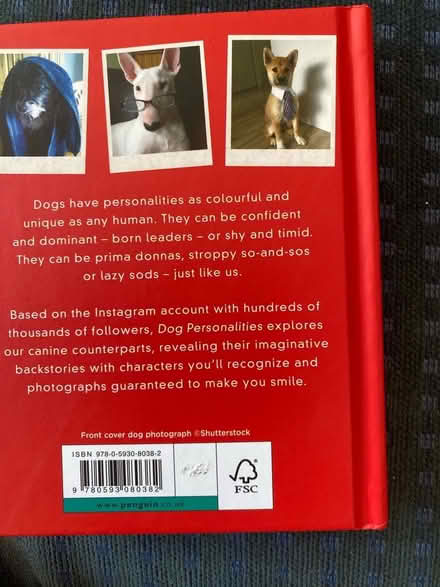 Dogs have personalities as colourful and
unique as any human. They can be confident
and dominant – born leaders – or shy and timid.
They can be prima donnas, stroppy so-and-sos
or lazy sods – just like us.
Based on the Instagram account with hundreds of
thousands of followers, Dog Personalities explores
our canine counterparts, revealing their imaginative
backstories with characters you'll recognize and
photographs guaranteed to make you smile.
Front cover dog photograph ©Shutterstock
ISBN 978-0-5930-8038-2
9 780593 080382
www.penguin.co.uk
FSC